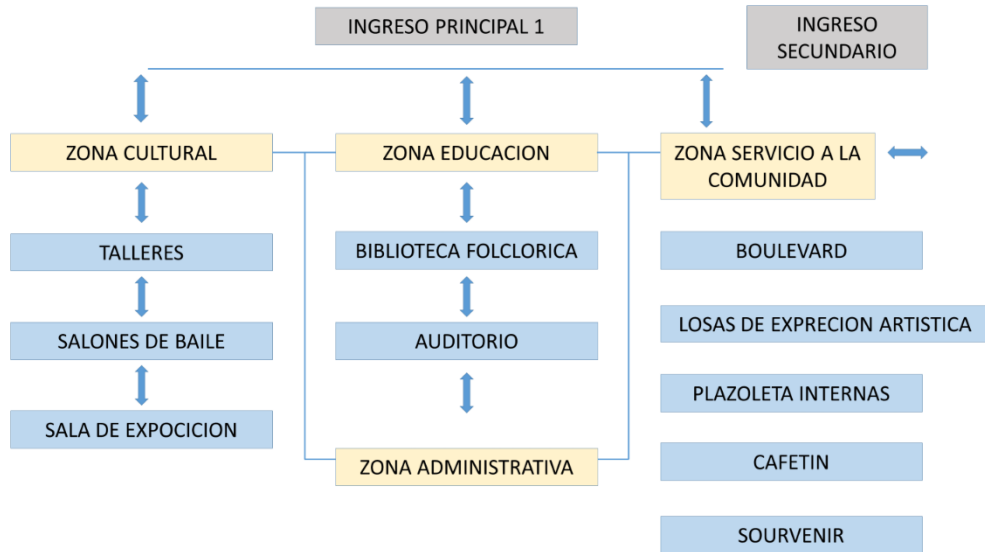 INGRESO PRINCIPAL 1
INGRESO
SECUNDARIO
ZONA CULTURAL
ZONA EDUCACION
ZONA SERVICIO A LA
COMUNIDAD
TALLERES
BIBLIOTECA FOLCLORICA
BOULEVARD
SALONES DE BAILE
AUDITORIO
LOSAS DE EXPRECION ARTISTICA
PLAZOLETA INTERNAS
SALA DE EXPOCICION
ZONA ADMINISTRATIVA
CAFETIN
SOURVENIR